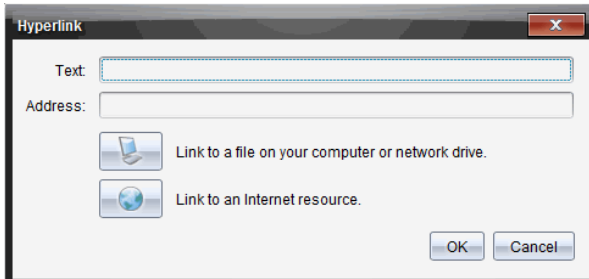 Hyperlink
Text:
Address:
Link to a file on your computer or network drive.
Link to an Internet resource.
OK Cancel